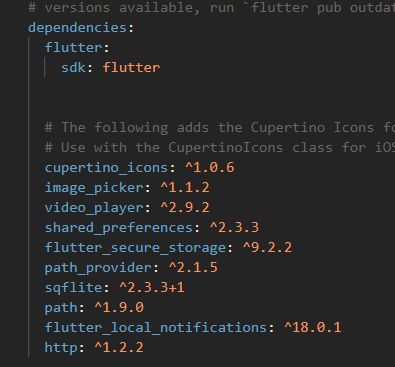 # versions available, run `flutter pub outdat
dependencies:
flutter:
sdk: flutter
# The following adds the Cupertino Icons fo
# Use with the CupertinoIcons class for iOS
cupertino_icons: ^1.0.6
image_picker: ^1.1.2
video_player: ^2.9.2
shared_preferences: ^2.3.3
flutter_secure_storage: ^9.2.2
path_provider: ^2.1.5
sqflite: ^2.3.3+1
path: ^1.9.0
flutter_local_notifications: ^18.0.1
http: ^1.2.2